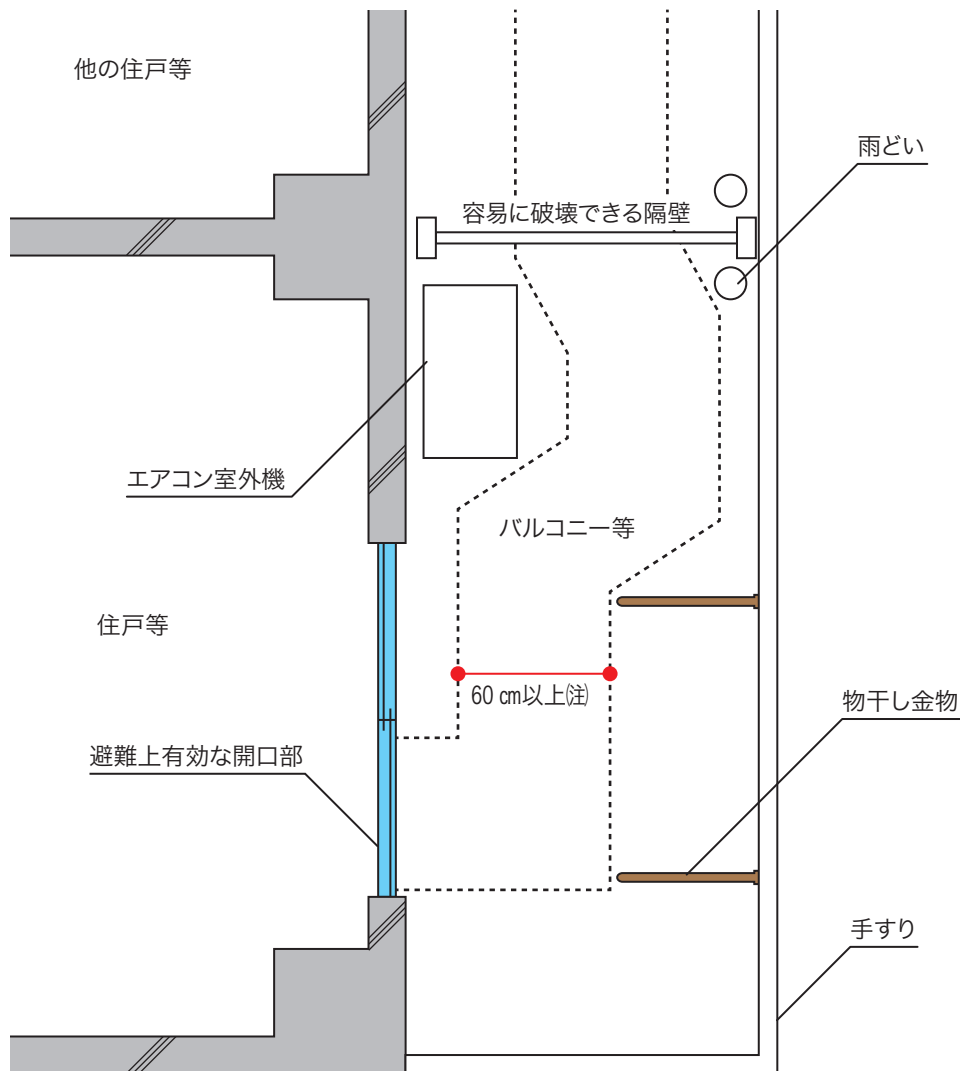 他の住戸等
雨どい
容易に破壊できる隔壁
エアコン室外機
バルコニー等
住戸等
60 cm以上(注)
物干し金物
避難上有効な開口部
手すり